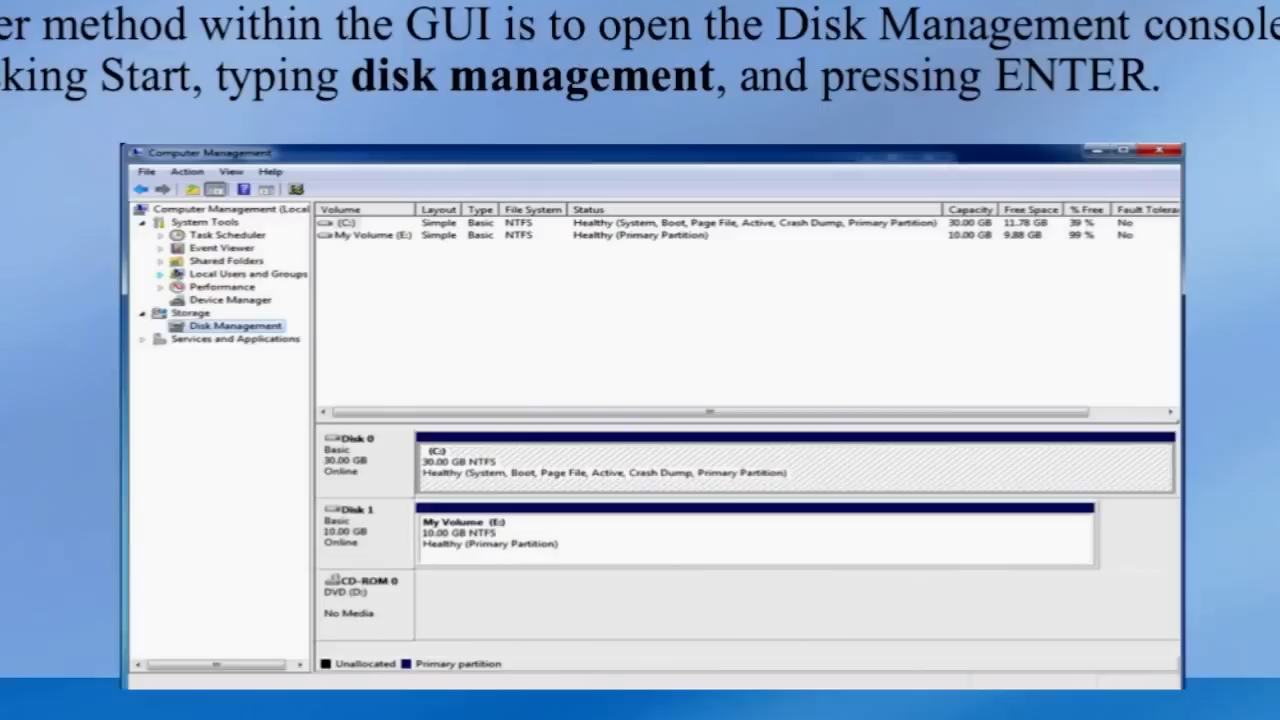 er method within the GUI is to open the Disk Management console
king Start, typing disk management, and pressing ENTER.
Computer Management
File Action View Help
Computer Management (Local
System Tools
Task Scheduler
Event Viewer
Shared Folders
Local Users and Groups
Performance
Device Manager
Storage
Disk Management
Services and Applications
Volume Layout Type File System Status Capacity Free Space % Free Fault Tolera
(C:) Simple Basic NTFS Healthy (System, Boot, Page File, Active, Crash Dump, Primary Partition) 30.00 GB 11.78 GB 39 % No
My Volume (E:) Simple Basic NTFS Healthy (Primary Partition) 10.00 GB 9.88 GB 99 % No
Disk 0
Basic
30.00 GB
Online
(C:)
30.00 GB NTFS
Healthy (System, Boot, Page File, Active, Crash Dump, Primary Partition)
Disk 1
Basic
10.00 GB
Online
My Volume (E:)
10.00 GB NTFS
Healthy (Primary Partition)
CD-ROM 0
DVD (D:)
No Media
Unallocated Primary partition